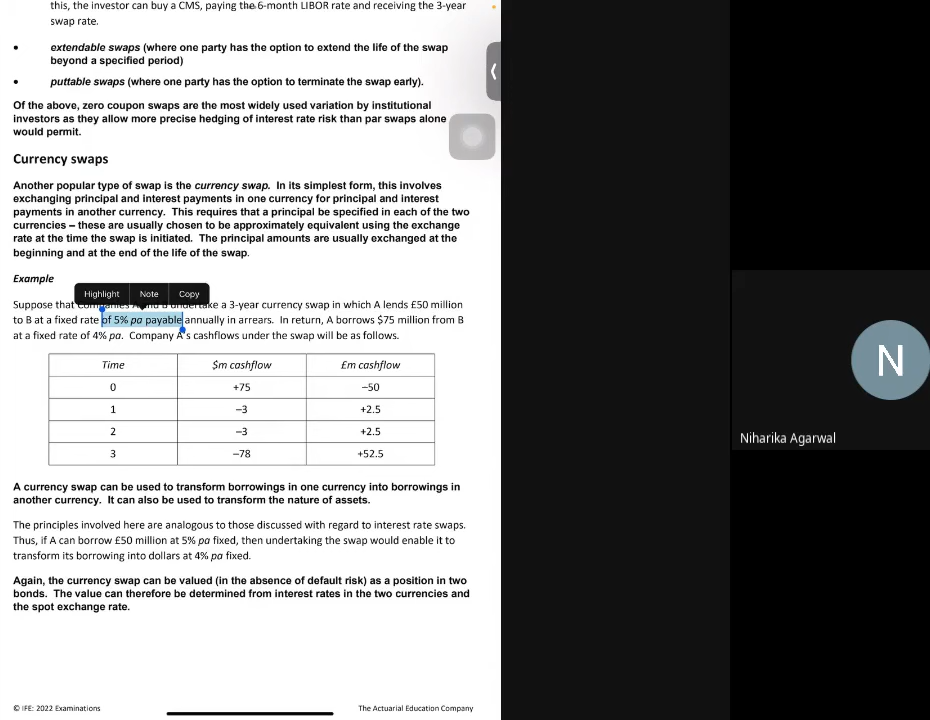 this, the investor can buy a CMS, paying the 6-month LIBOR rate and receiving the 3-year
swap rate.
• extendable swaps (where one party has the option to extend the life of the swap
beyond a specified period)
• puttable swaps (where one party has the option to terminate the swap early).
Of the above, zero coupon swaps are the most widely used variation by institutional
investors as they allow more precise hedging of interest rate risk than par swaps alone
would permit.
Currency swaps
Another popular type of swap is the currency swap. In its simplest form, this involves
exchanging principal and interest payments in one currency for principal and interest
payments in another currency. This requires that a principal be specified in each of the two
currencies – these are usually chosen to be approximately equivalent using the exchange
rate at the time the swap is initiated. The principal amounts are usually exchanged at the
beginning and at the end of the life of the swap.
Example
Highlight Note Copy
Suppose that Companies A and B undertake a 3-year currency swap in which A lends £50 million
to B at a fixed rate of 5% pa payable annually in arrears. In return, A borrows $75 million from B
at a fixed rate of 4% pa. Company A's cashflows under the swap will be as follows.
Time $m cashflow £m cashflow
0 +75 –50
1 –3 +2.5
2 –3 +2.5
3 –78 +52.5
A currency swap can be used to transform borrowings in one currency into borrowings in
another currency. It can also be used to transform the nature of assets.
The principles involved here are analogous to those discussed with regard to interest rate swaps.
Thus, if A can borrow £50 million at 5% pa fixed, then undertaking the swap would enable it to
transform its borrowing into dollars at 4% pa fixed.
Again, the currency swap can be valued (in the absence of default risk) as a position in two
bonds. The value can therefore be determined from interest rates in the two currencies and
the spot exchange rate.
© IFE: 2022 Examinations The Actuarial Education Company
N
Niharika Agarwal